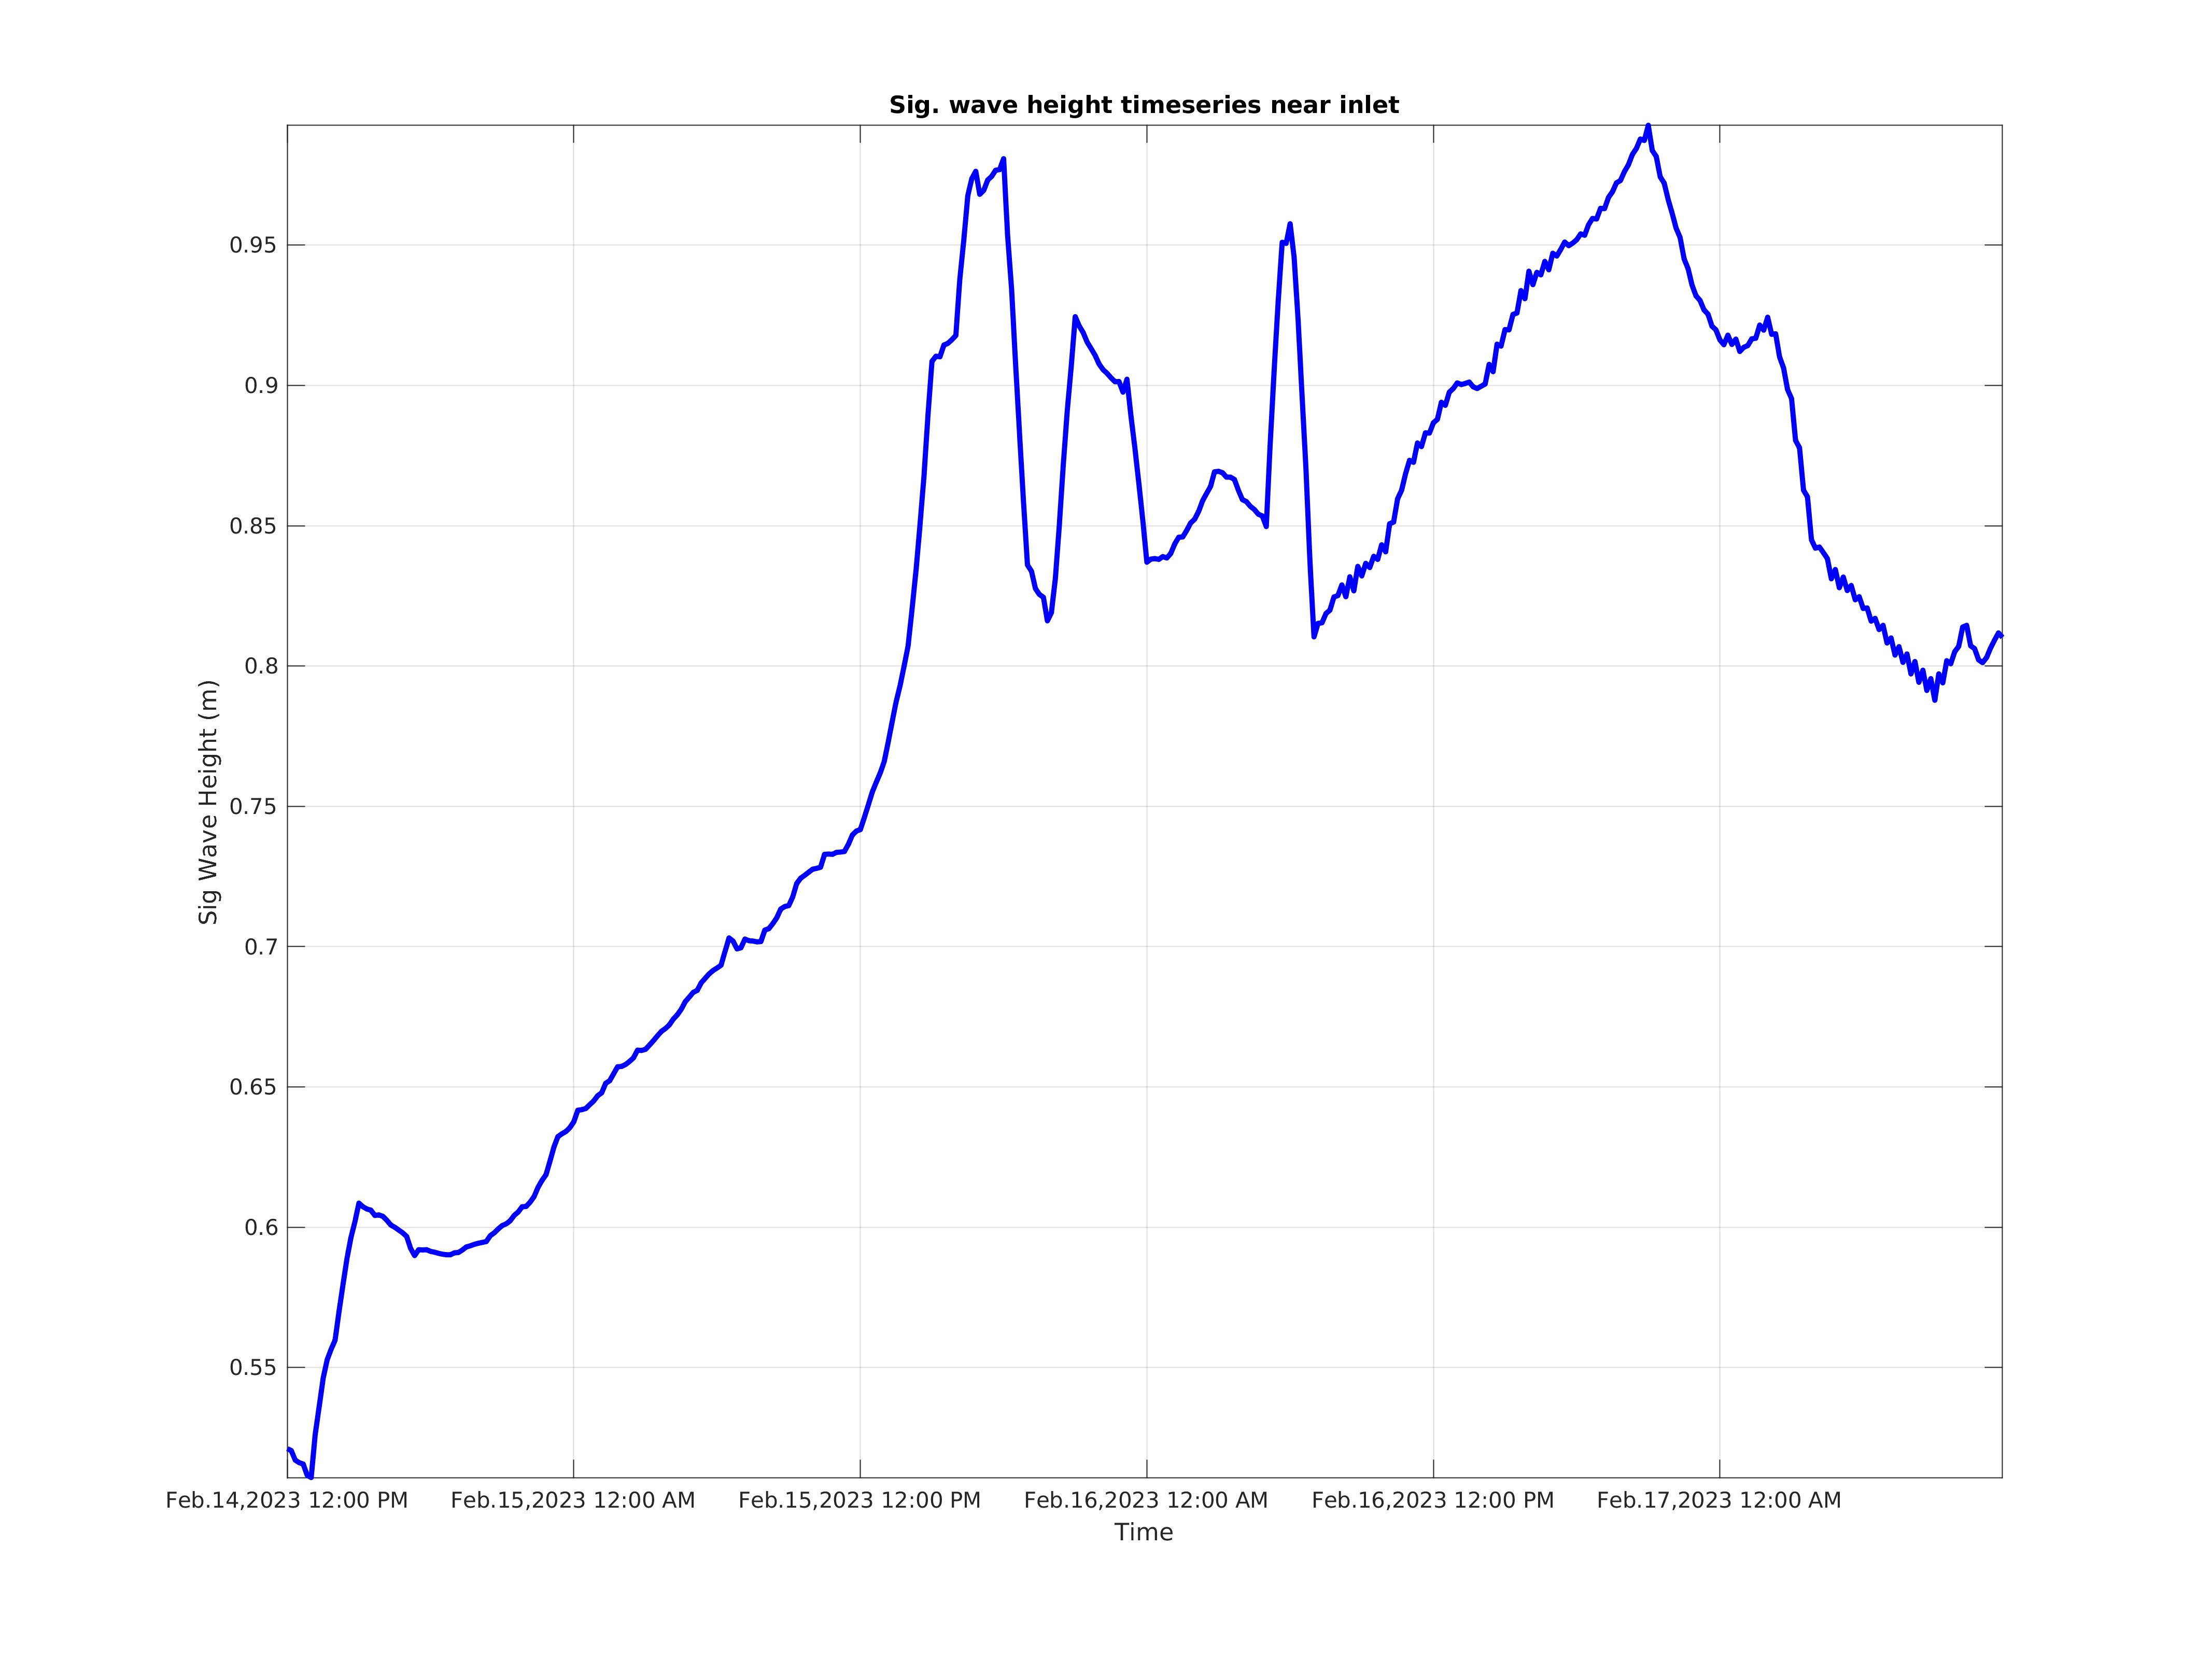 Sig. wave height timeseries near inlet
0.95
0.9
0.85
0.8
0.75
0.7
0.65
0.6
0.55
Sig Wave Height (m)
Feb.14,2023 12:00 PM Feb.15,2023 12:00 AM Feb.15,2023 12:00 PM Feb.16,2023 12:00 AM Feb.16,2023 12:00 PM Feb.17,2023 12:00 AM
Time